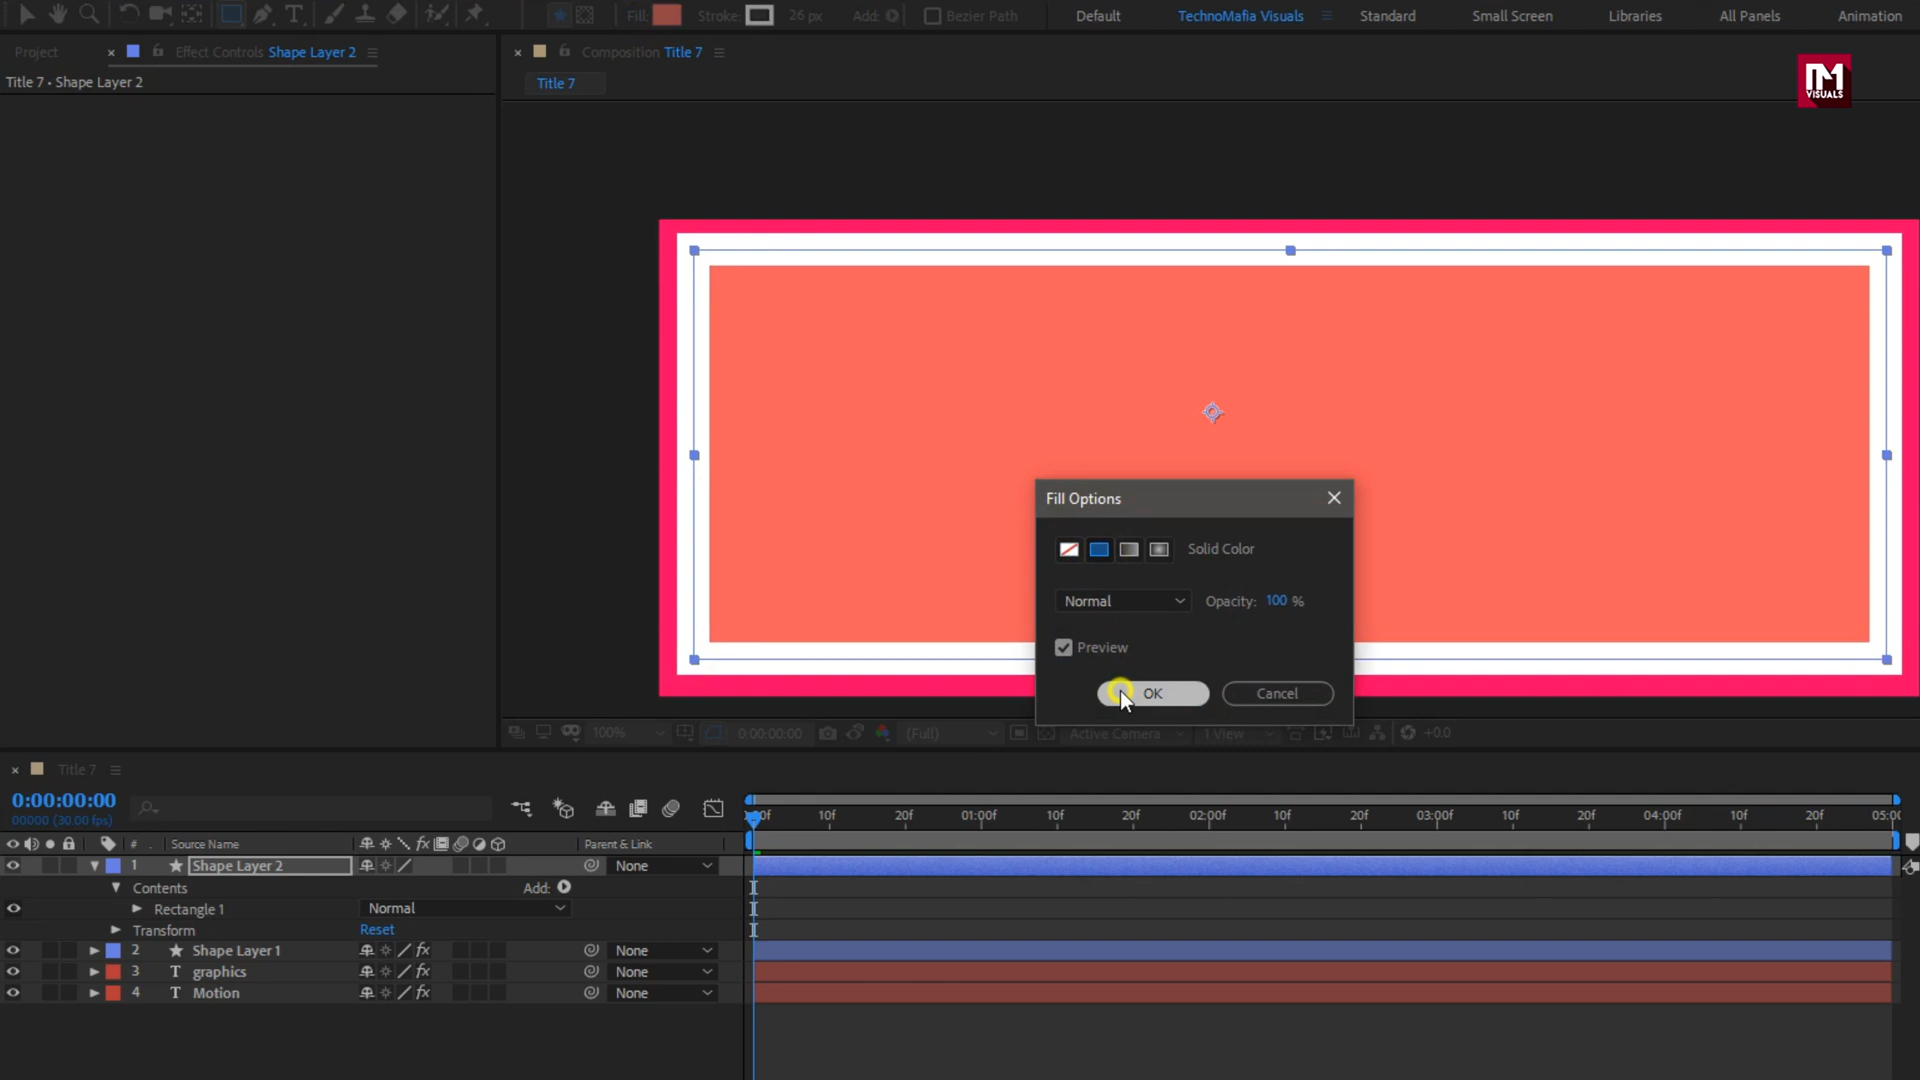 Fill: Stroke: 26 px Add: Bezier Path Default TechnoMafia Visuals Standard Small Screen Libraries All Panels Animation
Project Effect Controls Shape Layer 2
Composition Title 7
Title 7 • Shape Layer 2
Title 7
VISUALS
Fill Options
Solid Color
Normal Opacity: 100 %
Preview
OK Cancel
100% 0:00:00:00 (Full) Active Camera 1 View +0.0
Title 7
0:00:00:00
00000 (30.00 fps)
10f 20f 01:00f 10f 20f 02:00f 10f 20f 03:00f 10f 20f 04:00f 10f 20f
# . Source Name fx Parent & Link
1 Shape Layer 2 None
Contents Add:
Rectangle 1 Normal
Transform Reset
2 Shape Layer 1 fx None
3 T graphics fx None
4 T Motion fx None